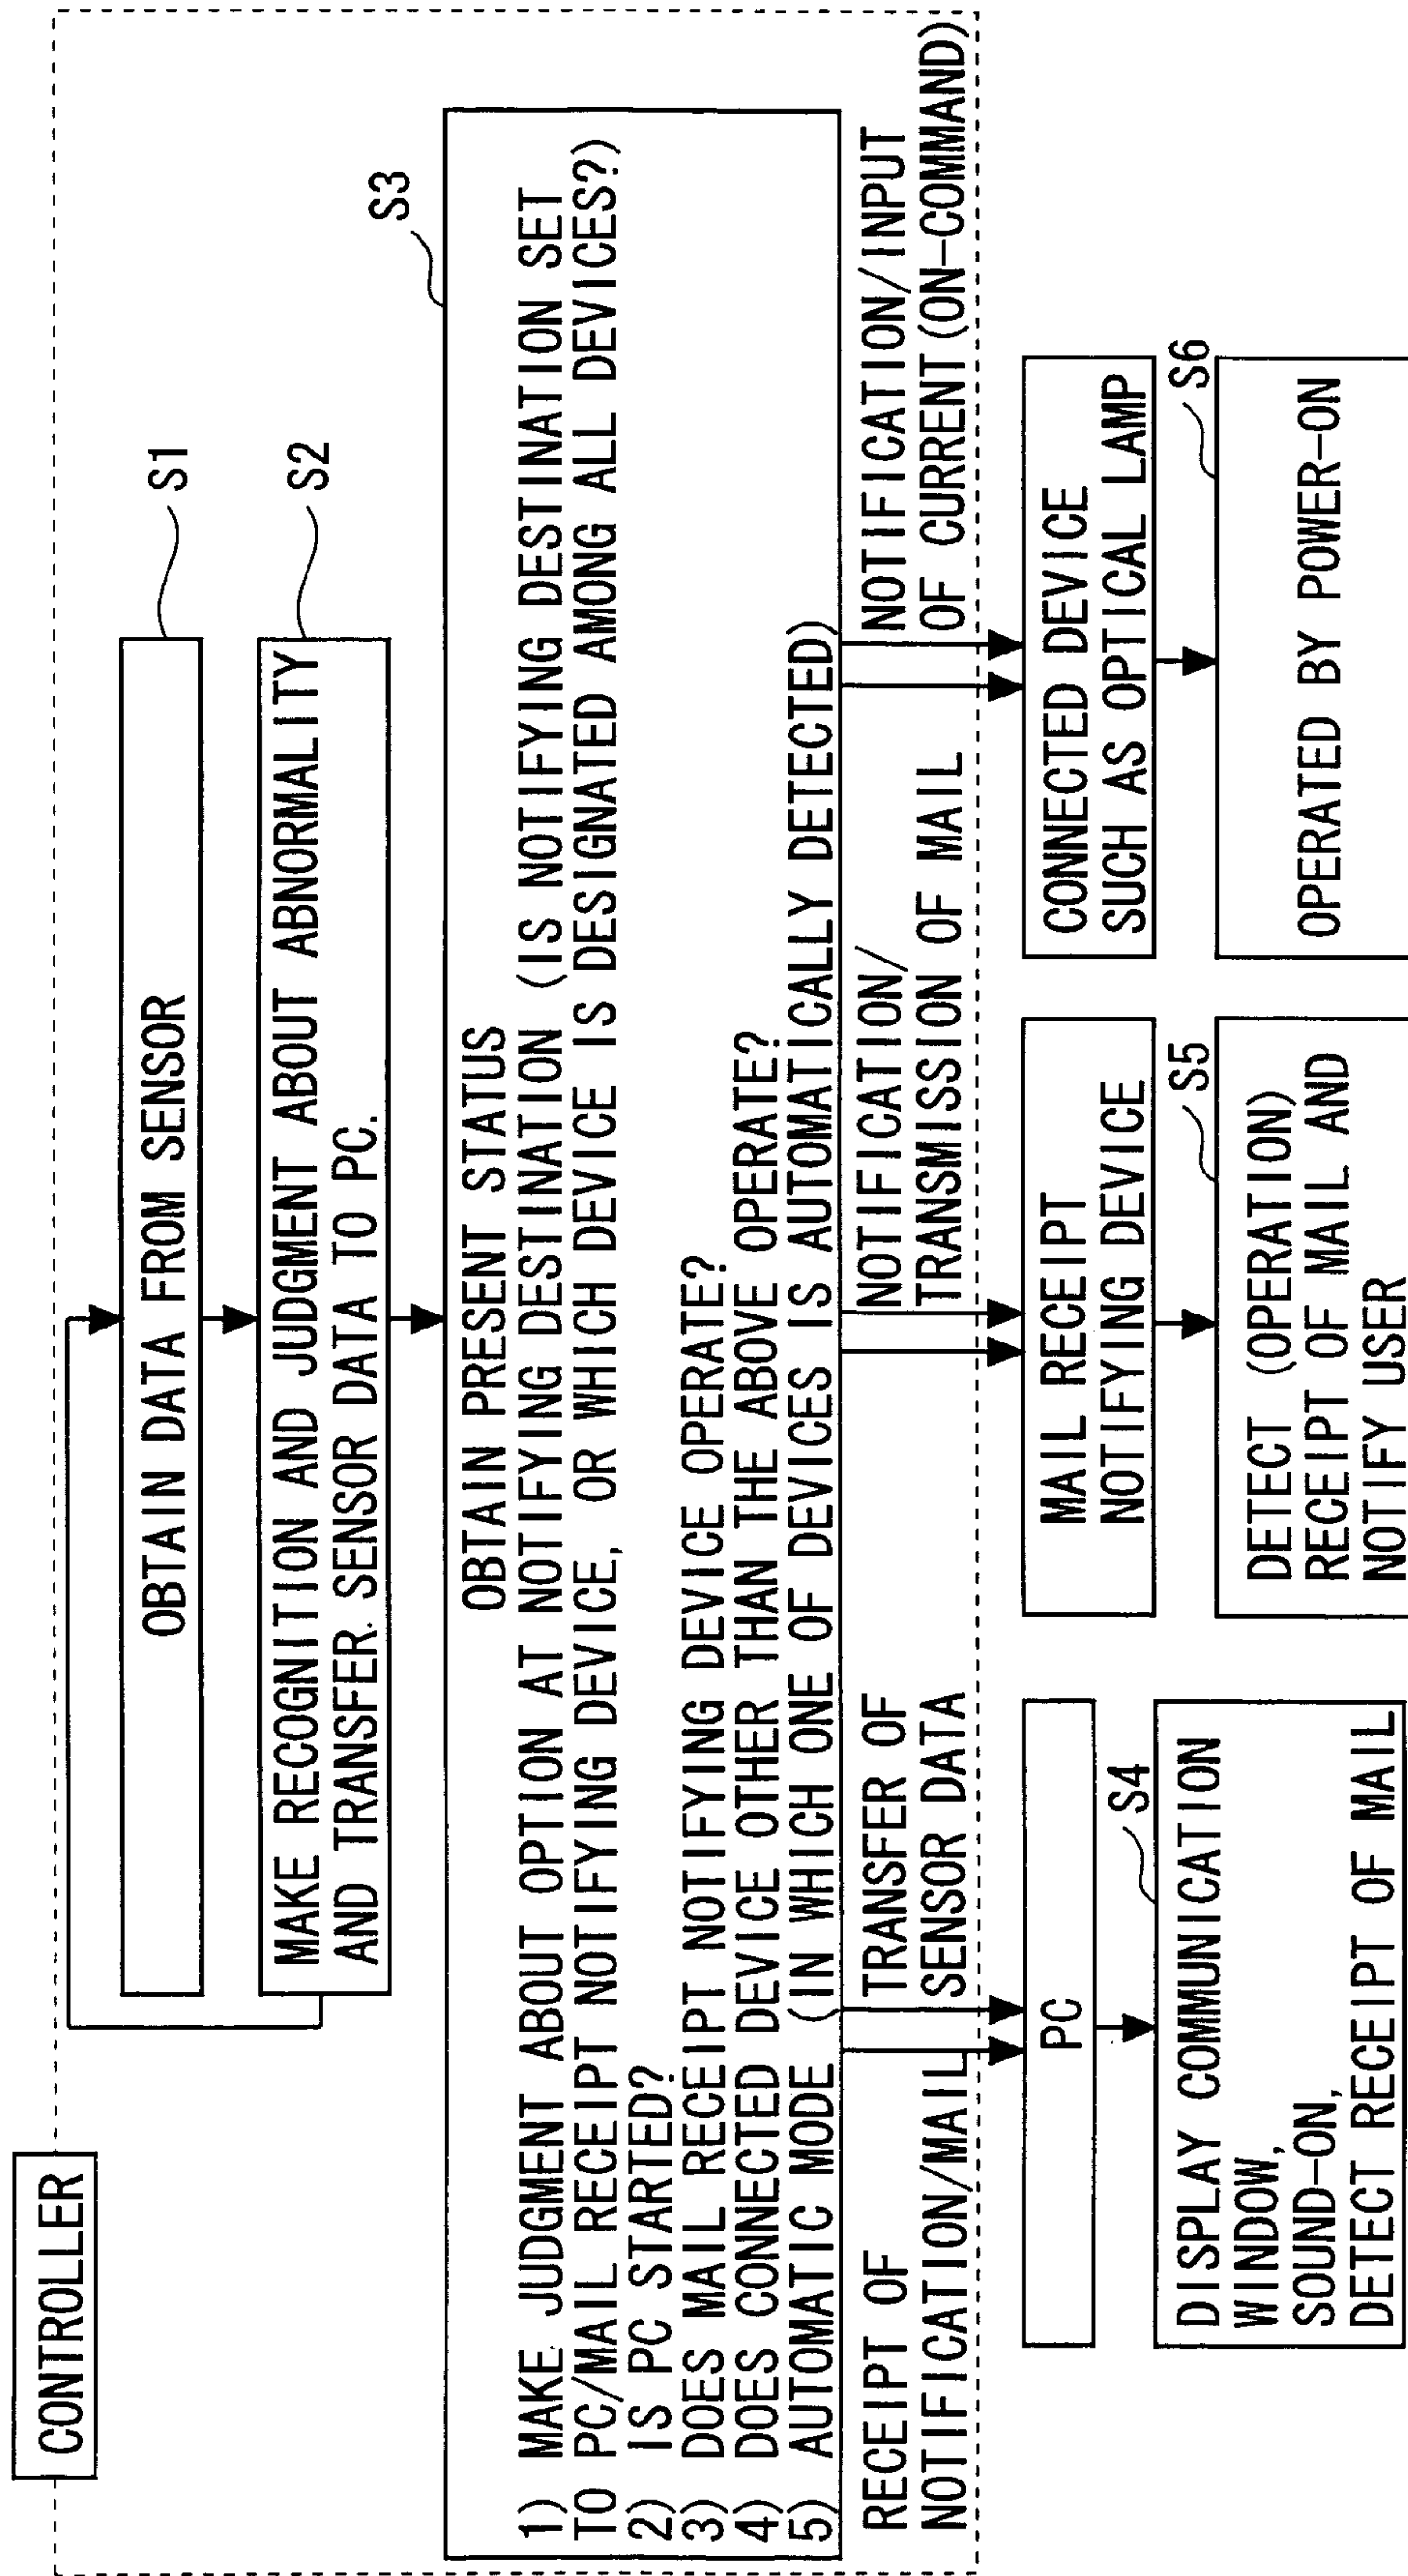 CONTROLLER
OBTAIN DATA FROM SENSOR
S1
MAKE RECOGNITION AND JUDGMENT ABOUT ABNORMALITY
AND TRANSFER. SENSOR DATA TO PC.
S2
S3
OBTAIN PRESENT STATUS
1) MAKE JUDGMENT ABOUT OPTION AT NOTIFYING DESTINATION (IS NOTIFYING DESTINATION SET
TO PC/MAIL RECEIPT NOTIFYING DEVICE, OR WHICH DEVICE IS DESIGNATED AMONG ALL DEVICES?)
2) IS PC STARTED?
3) DOES MAIL RECEIPT NOTIFYING DEVICE OPERATE?
4) DOES CONNECTED DEVICE OTHER THAN THE ABOVE OPERATE?
5) AUTOMATIC MODE (IN WHICH ONE OF DEVICES IS AUTOMATICALLY DETECTED)
RECEIPT OF
NOTIFICATION/MAIL
TRANSFER OF
SENSOR DATA
NOTIFICATION/
TRANSMISSION OF MAIL
NOTIFICATION/INPUT
OF CURRENT(ON-COMMAND)
PC
S4
DISPLAY COMMUNICATION
WINDOW,
SOUND-ON,
DETECT RECEIPT OF MAIL
MAIL RECEIPT
NOTIFYING DEVICE
S5
DETECT (OPERATION)
RECEIPT OF MAIL AND
NOTIFY USER
CONNECTED DEVICE
SUCH AS OPTICAL LAMP
S6
OPERATED BY POWER-ON